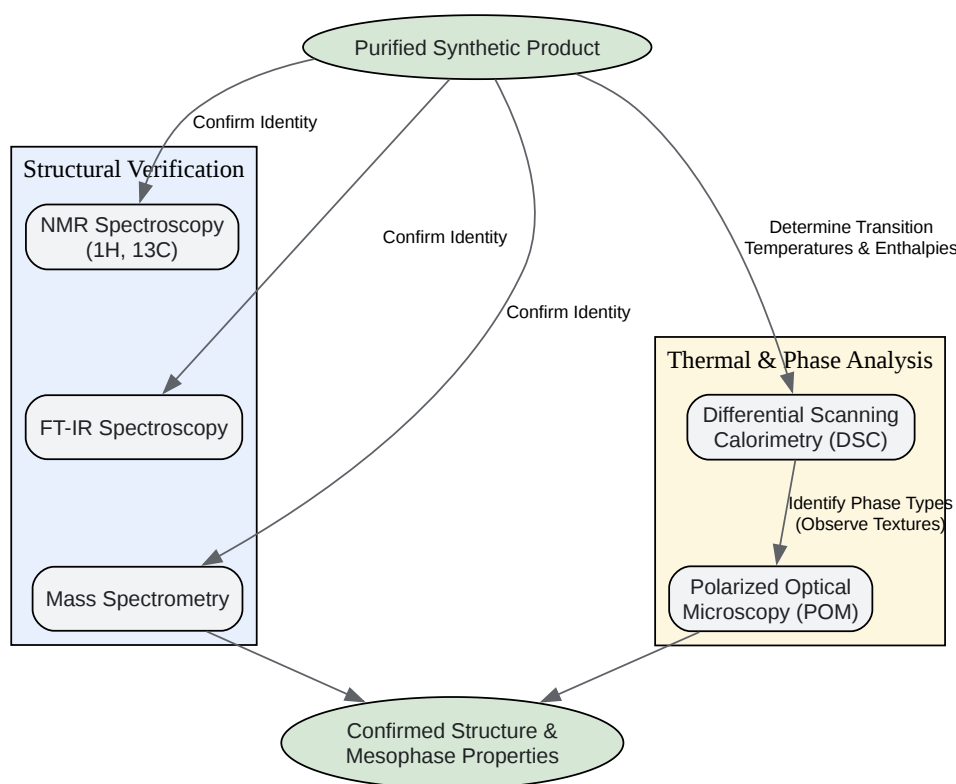 Purified Synthetic Product
Confirm Identity
Structural Verification
NMR Spectroscopy
(1H, 13C)
Confirm Identity
Determine Transition
Temperatures & Enthalpies
Confirm Identity
Thermal & Phase Analysis
FT-IR Spectroscopy
Differential Scanning
Calorimetry (DSC)
Identify Phase Types
(Observe Textures)
Mass Spectrometry
Polarized Optical
Microscopy (POM)
Confirmed Structure &
Mesophase Properties